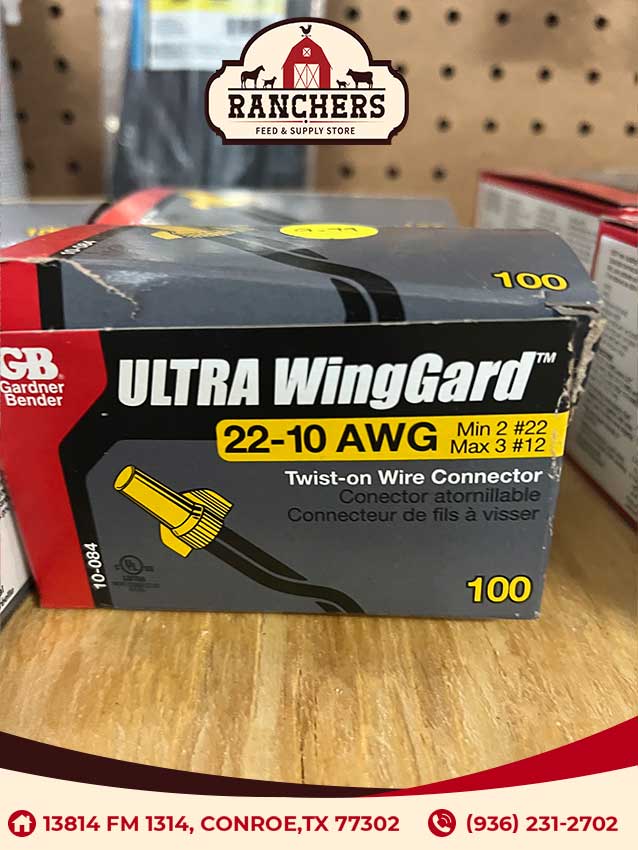 RANCHERS
FEED & SUPPLY STORE
100
GB
Gardner
Bender
ULTRA WingGard™
22-10 AWG
Min 2 #22
Max 3 #12
Twist-on Wire Connector
Conector atornillable
Connecteur de fils à visser
10-084
UL
100
13814 FM 1314, CONROE,TX 77302
(936) 231-2702